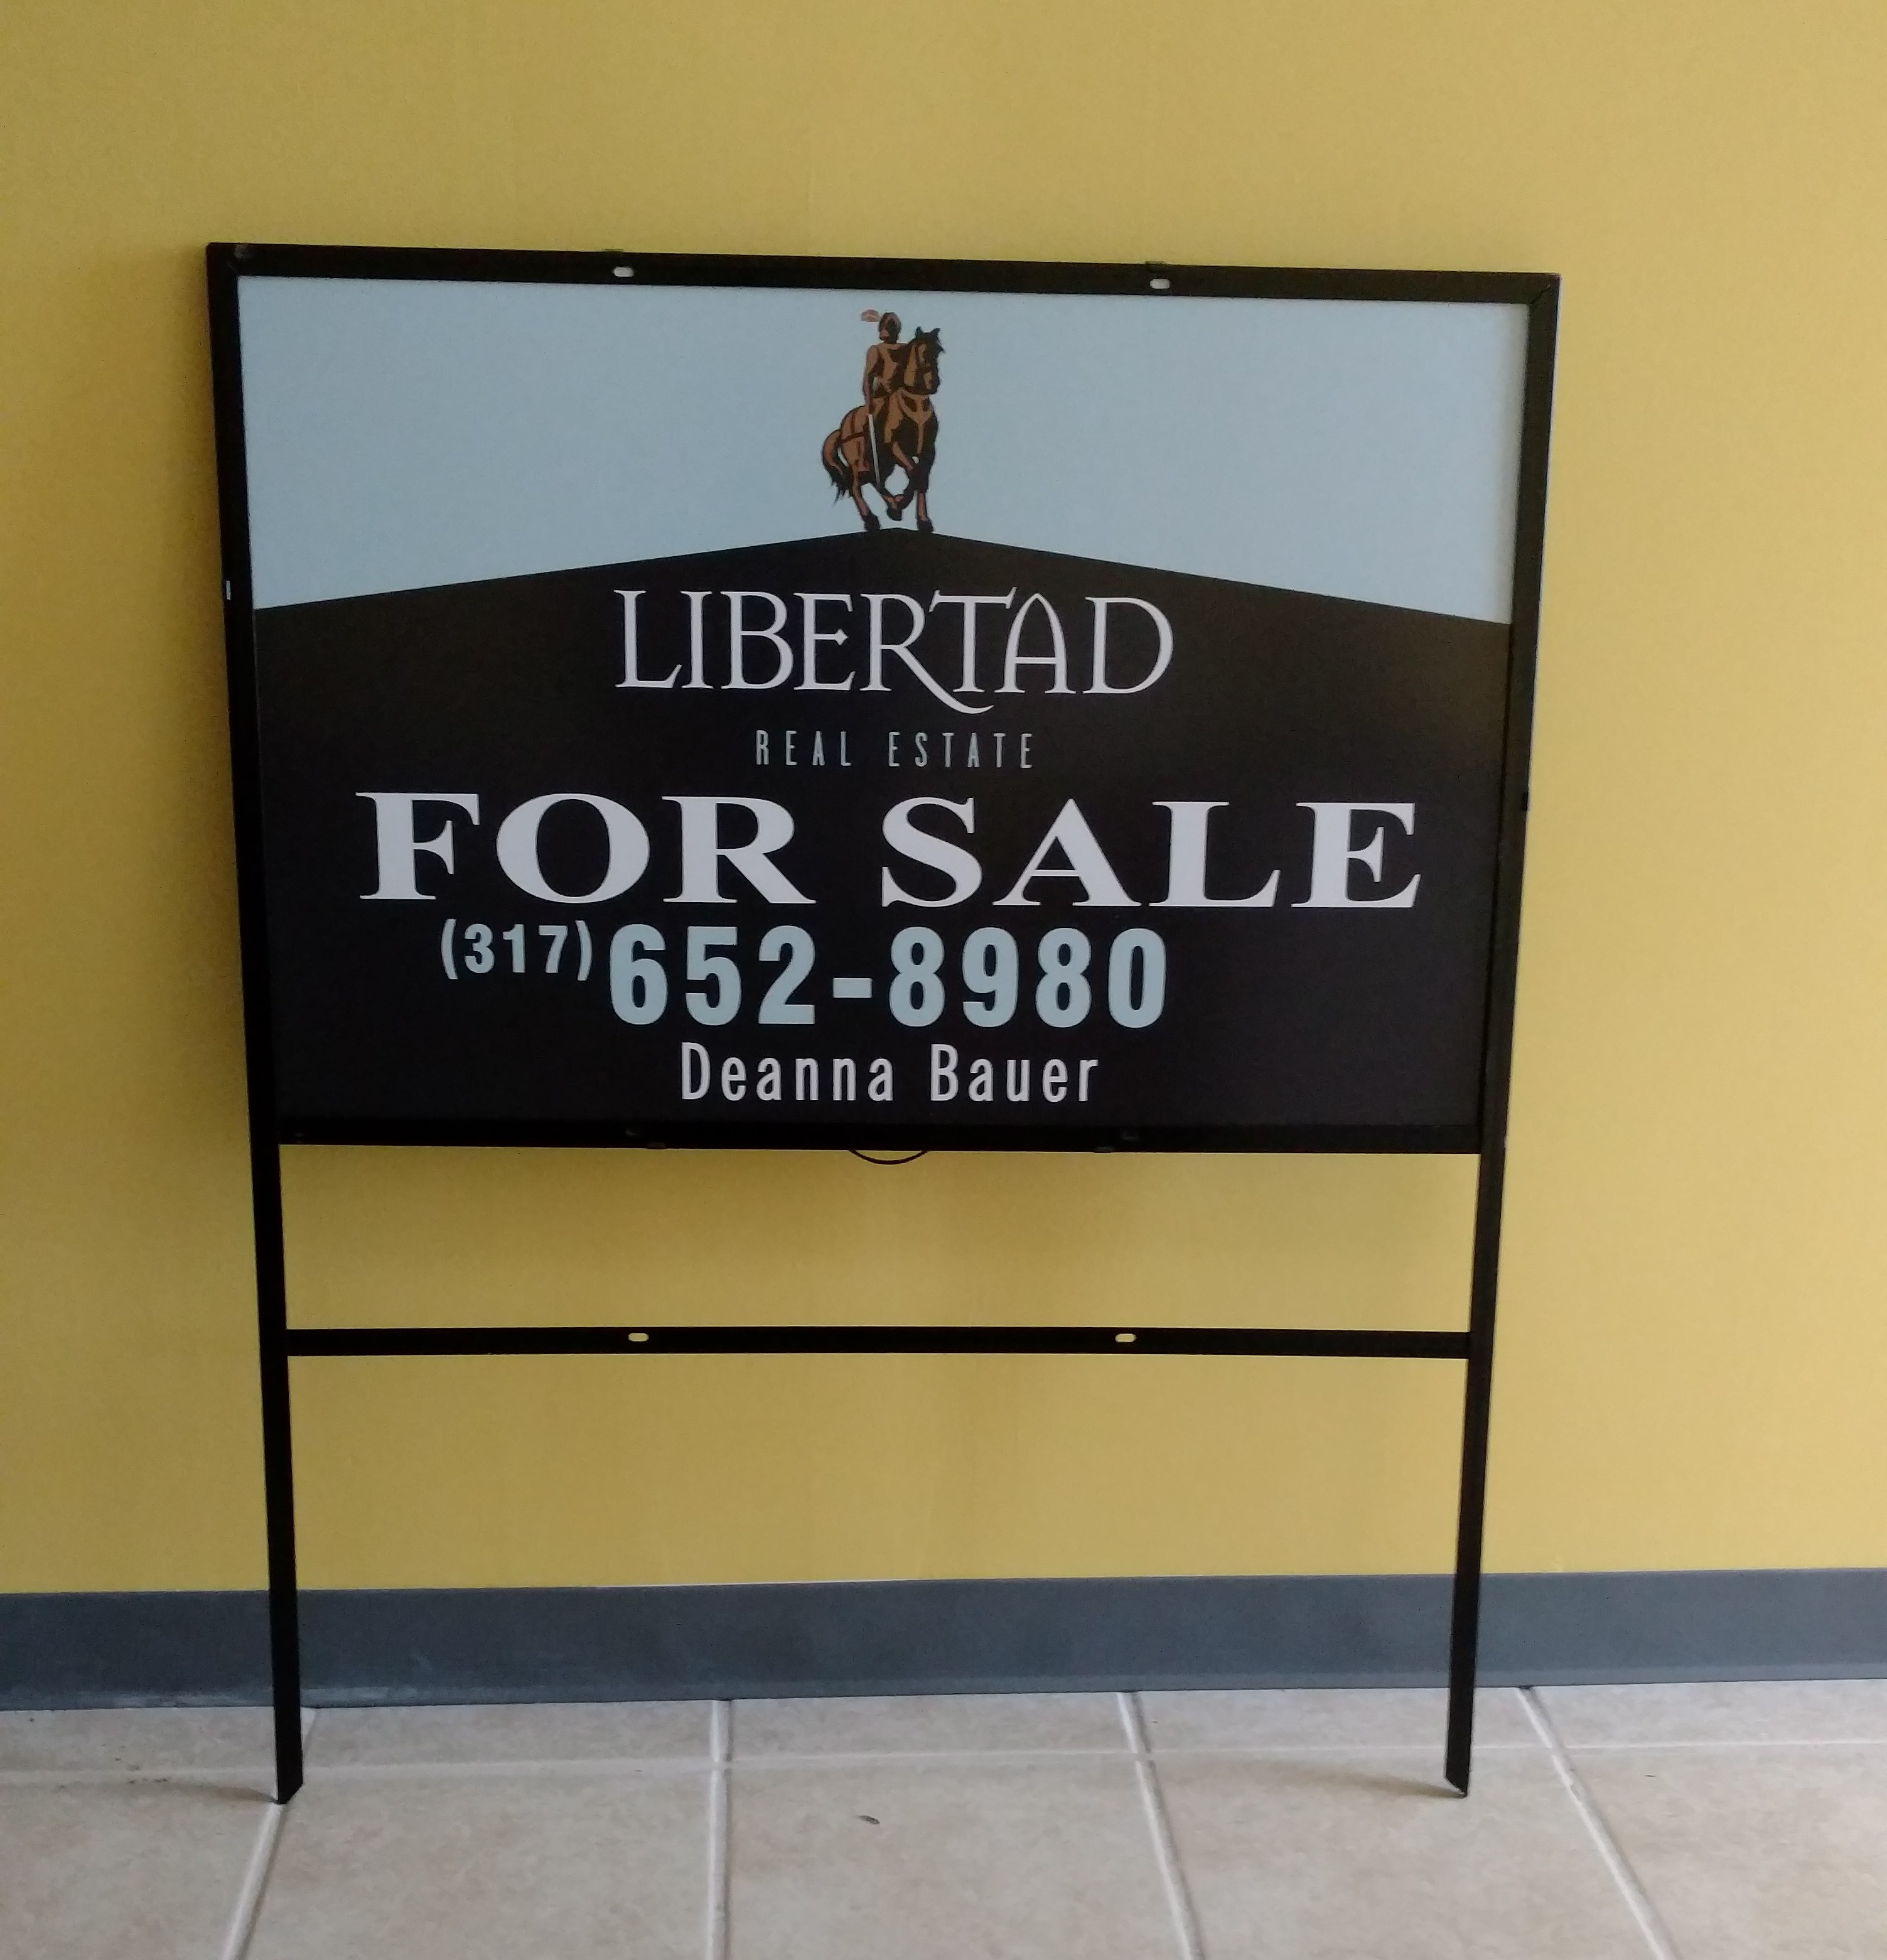 LIBERTAD
REAL ESTATE
FOR SALE
(317) 652-8980
Deanna Bauer